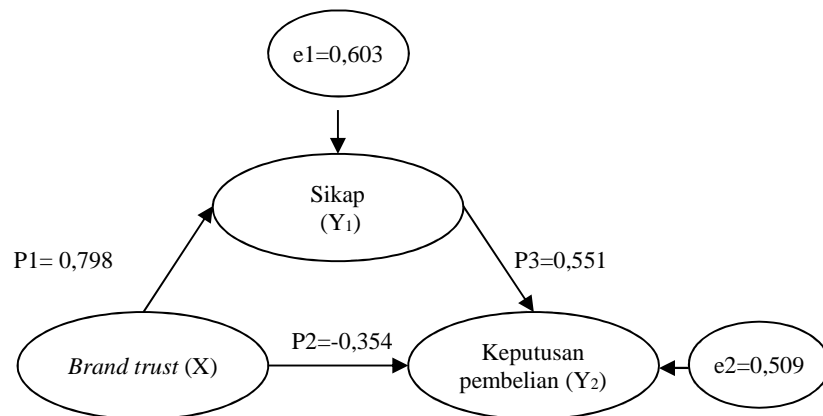 e1=0,603
Sikap
(Y1)
P1= 0,798
P3=0,551
P2=-0,354
Brand trust (X)
Keputusan
pembelian (Y2)
e2=0,509